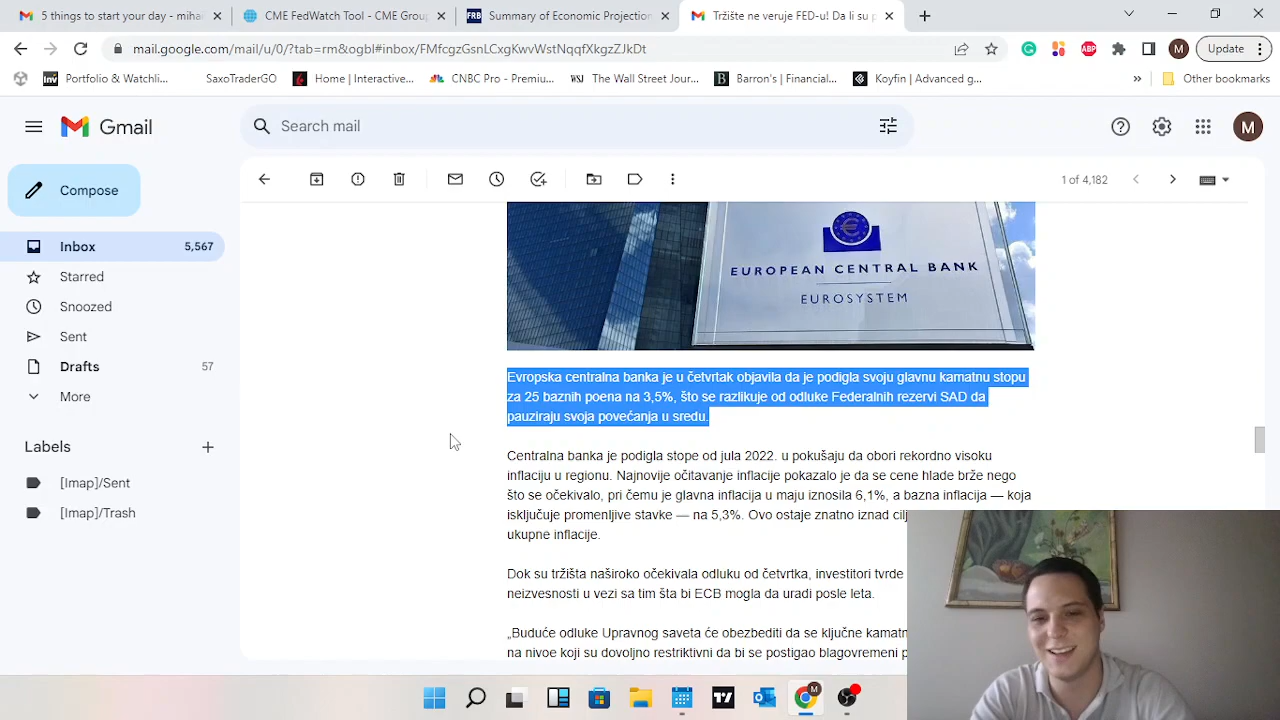 5 things to start your day - miha
CME FedWatch Tool - CME Grou
FRB
Summary of Economic Projection
Tržište ne veruje FED-u! Da li su p
mail.google.com/mail/u/0/?tab=rm&ogbl#inbox/FMfcgzGsnLCxgKwvWstNqqfXkgzZJkDt
ABP
M
Update
Inv
Portfolio & Watchli...
SaxoTraderGO
Home | Interactive...
CNBC Pro - Premiu...
WSJ
The Wall Street Jour...
B
Barron's | Financial...
Koyfin | Advanced g...
»
Other bookmarks
Gmail
Search mail
M
Compose
1 of 4,182
Inbox
5,567
Starred
Snoozed
Sent
Drafts
57
More
Labels
[Imap]/Sent
[Imap]/Trash
EUROPEAN CENTRAL BANK
EUROSYSTEM
Evropska centralna banka je u četvrtak objavila da je podigla svoju glavnu kamatnu stopu
za 25 baznih poena na 3,5%, što se razlikuje od odluke Federalnih rezervi SAD da
pauziraju svoja povećanja u sredu.
Centralna banka je podigla stope od jula 2022. u pokušaju da obori rekordno visoku
inflaciju u regionu. Najnovije očitavanje inflacije pokazalo je da se cene hlade brže nego
što se očekivalo, pri čemu je glavna inflacija u maju iznosila 6,1%, a bazna inflacija — koja
isključuje promenljive stavke — na 5,3%. Ovo ostaje znatno iznad cilj
ukupne inflacije.
Dok su tržišta naširoko očekivala odluku od četvrtka, investitori tvrde
neizvesnosti u vezi sa tim šta bi ECB mogla da uradi posle leta.
„Buduće odluke Upravnog saveta će obezbediti da se ključne kamatn
na nivoe koji su dovoljno restriktivni da bi se postigao blagovremeni p
M